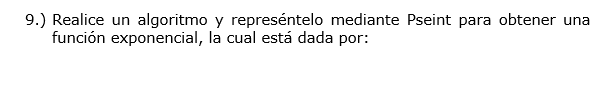 9.) Realice un algoritmo y represéntelo mediante Pseint para obtener una
función exponencial, la cual está dada por: